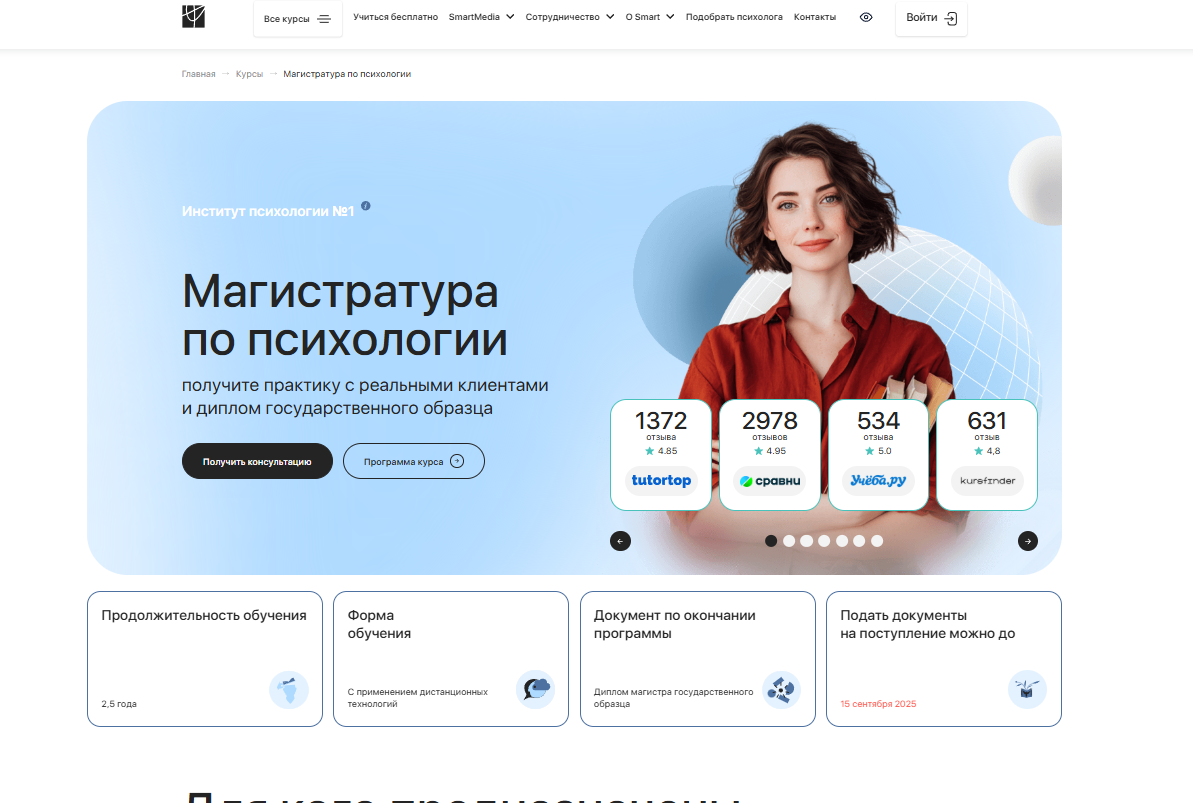 Все курсы
Учиться бесплатно
SmartMedia
Сотрудничество
О Smart
Подобрать психолога
Контакты
Войти
Главная → Курсы → Магистратура по психологии
Институт психологии №1
Магистратура
по психологии
получите практику с реальными клиентами
и диплом государственного образца
Получить консультацию
Программа курса
1372
отзыва
4.85
tutortop
2978
отзывов
4.95
сравни
534
отзыва
5.0
Учёба.ру
631
отзыв
4,8
kursfinder
Продолжительность обучения
2,5 года
Форма
обучения
С применением дистанционных
технологий
Документ по окончании
программы
Диплом магистра государственного
образца
Подать документы
на поступление можно до
15 сентября 2025